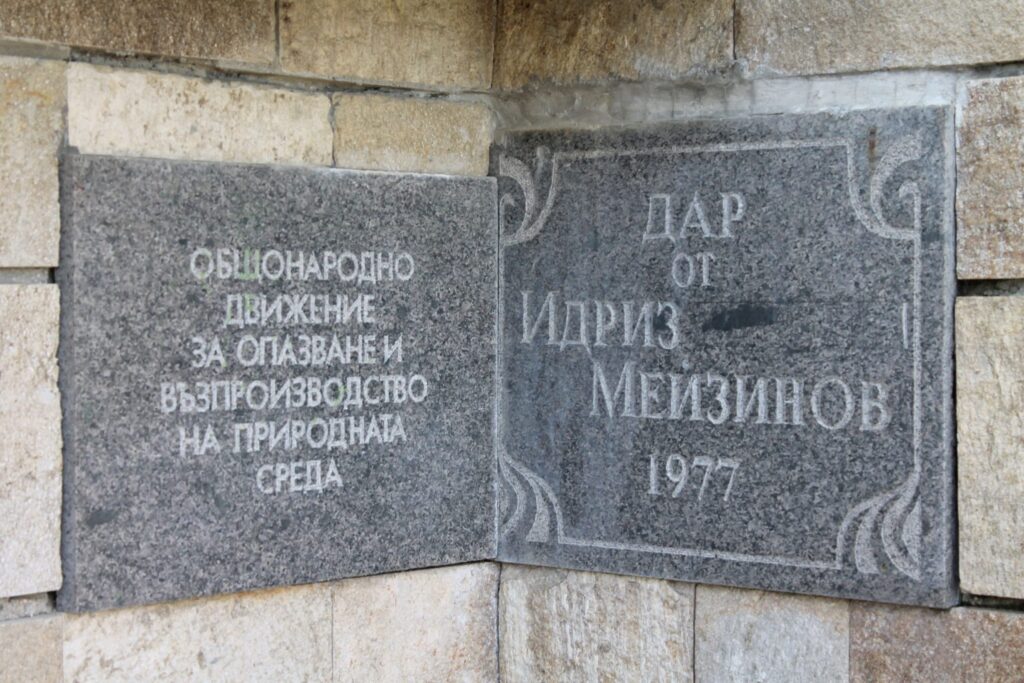 ОБЩОНАРОДНО
ДВИЖЕНИЕ
ЗА ОПАЗВАНЕ И
ВЪЗПРОИЗВОДСТВО
НА ПРИРОДНАТА
СРЕДА
ДАР
ОТ
ИДРИЗ
МЕЙЗИНОВ
1977